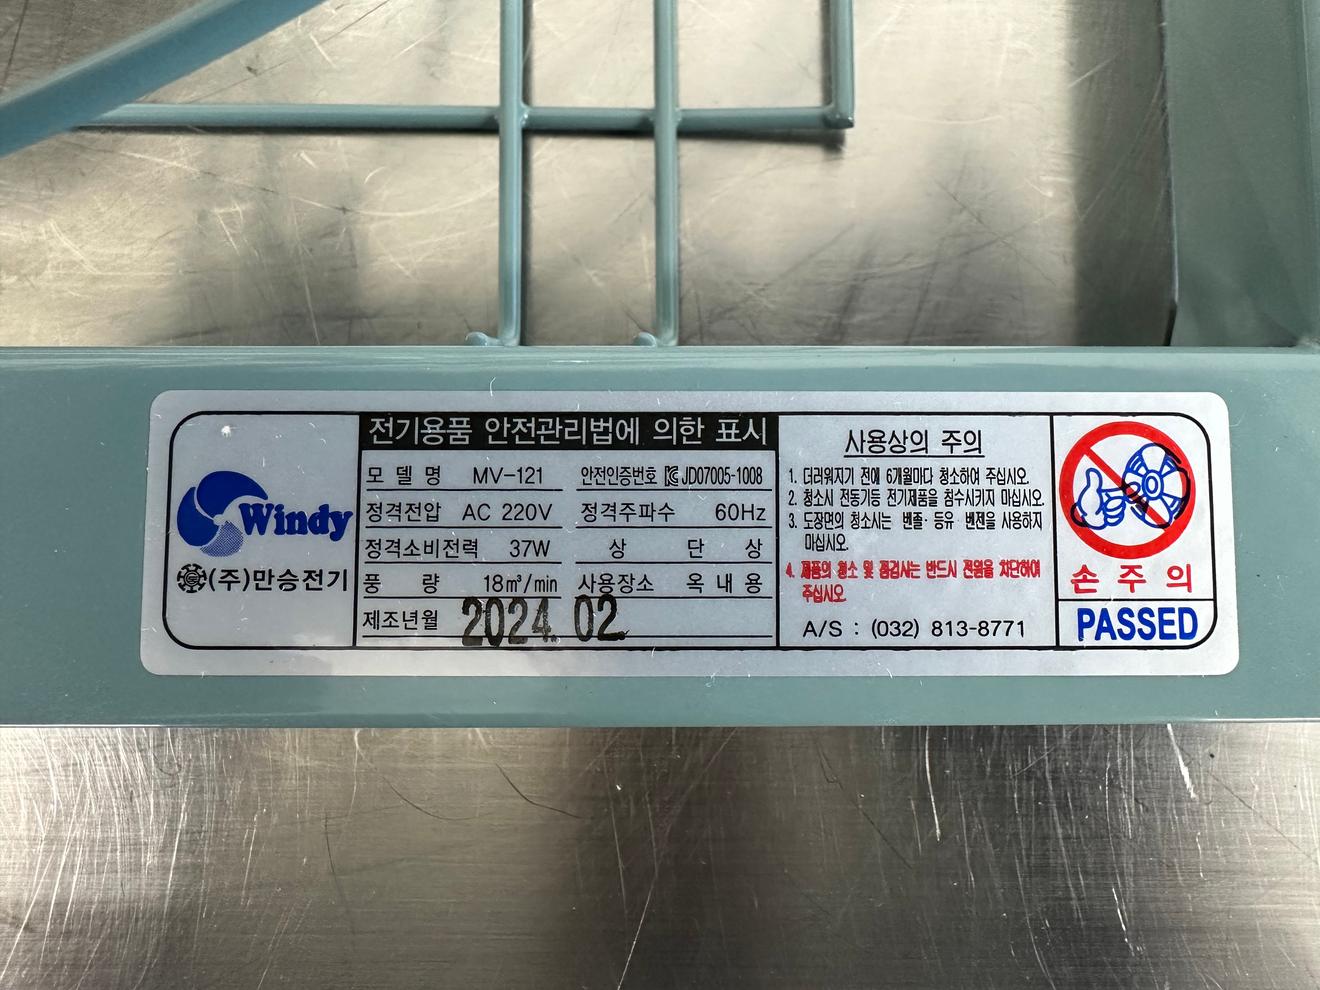 Windy
(주)만승전기
전기용품 안전관리법에 의한 표시
모 델 명 MV-121 안전인증번호 JD07005-1008
정격전압 AC 220V 정격주파수 60Hz
정격소비전력 37W 상 단 상
풍 량 18㎥/min 사용장소 옥 내 용
제조년월 2024. 02
사용상의 주의
1. 더러워지기 전에 6개월마다 청소하여 주십시오.
2. 청소시 전동기등 전기제품을 침수시키지 마십시오.
3. 도장면의 청소시는 벤졸·등유 벤젠을 사용하지
마십시오.
4. 제품의 청소 및 점검시는 반드시 전원을 차단하여
주십시오.
A/S : (032) 813-8771
손 주 의
PASSED